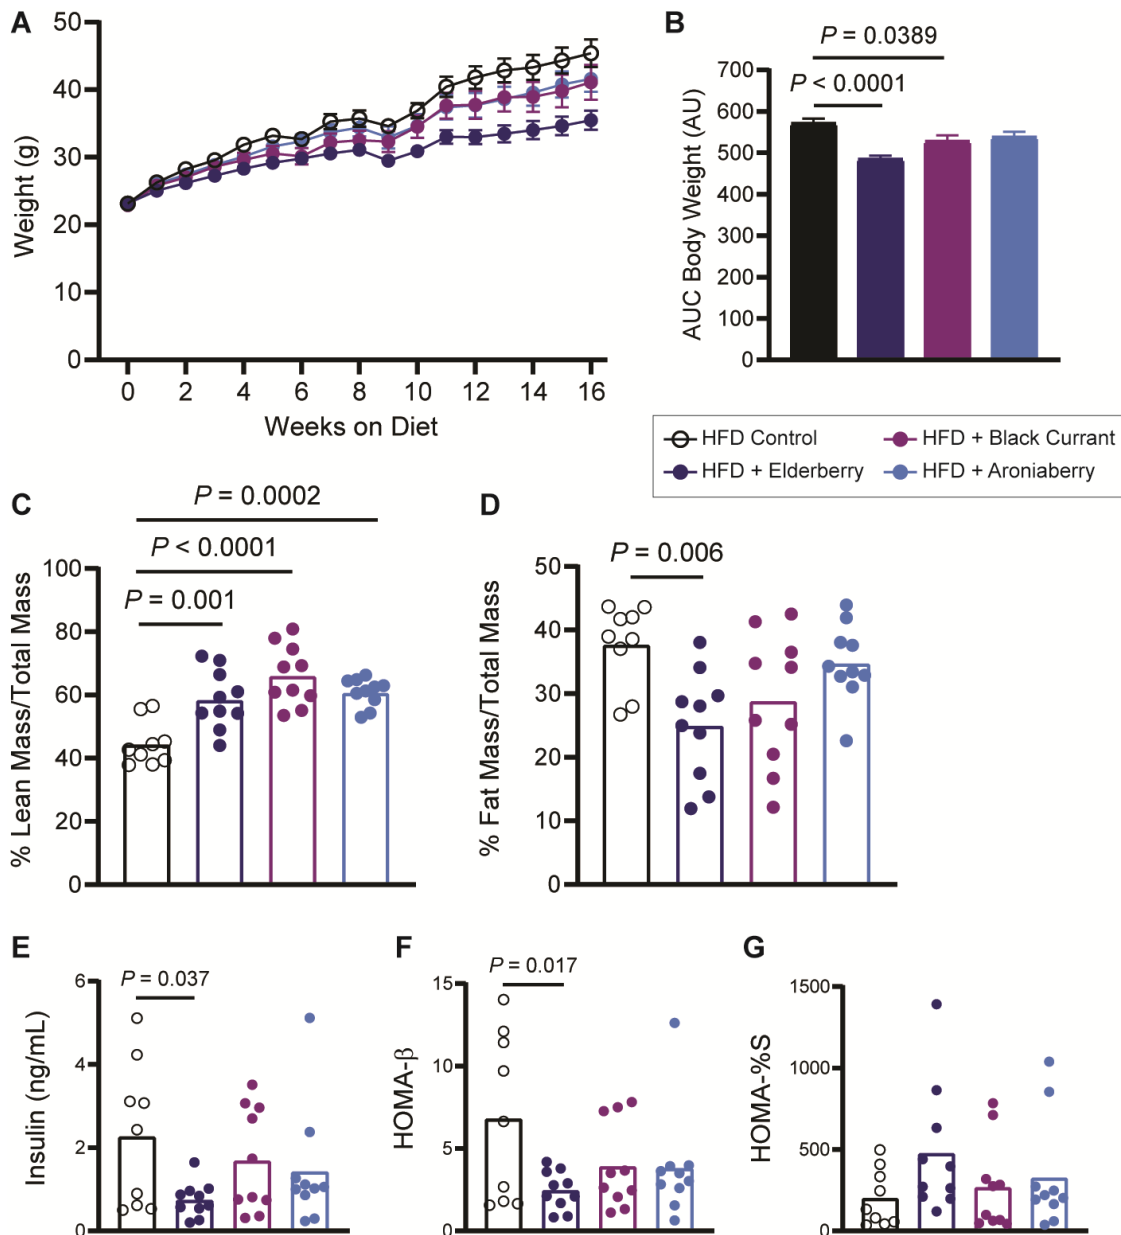 A
50
40
30
20
10
0
Weight (g)
0 2 4 6 8 10 12 14 16
Weeks on Diet
B
P = 0.0389
P < 0.0001
700
600
500
400
300
200
100
0
AUC Body Weight (AU)
HFD Control
HFD + Black Currant
HFD + Elderberry
HFD + Aroniaberry
C
P = 0.0002
P < 0.0001
P = 0.001
100
80
60
40
20
0
% Lean Mass/Total Mass
D
P = 0.006
50
40
30
20
10
0
% Fat Mass/Total Mass
E
P = 0.037
6
4
2
0
Insulin (ng/mL)
F
P = 0.017
15
10
5
0
HOMA-β
G
1500
1000
500
0
HOMA-%S